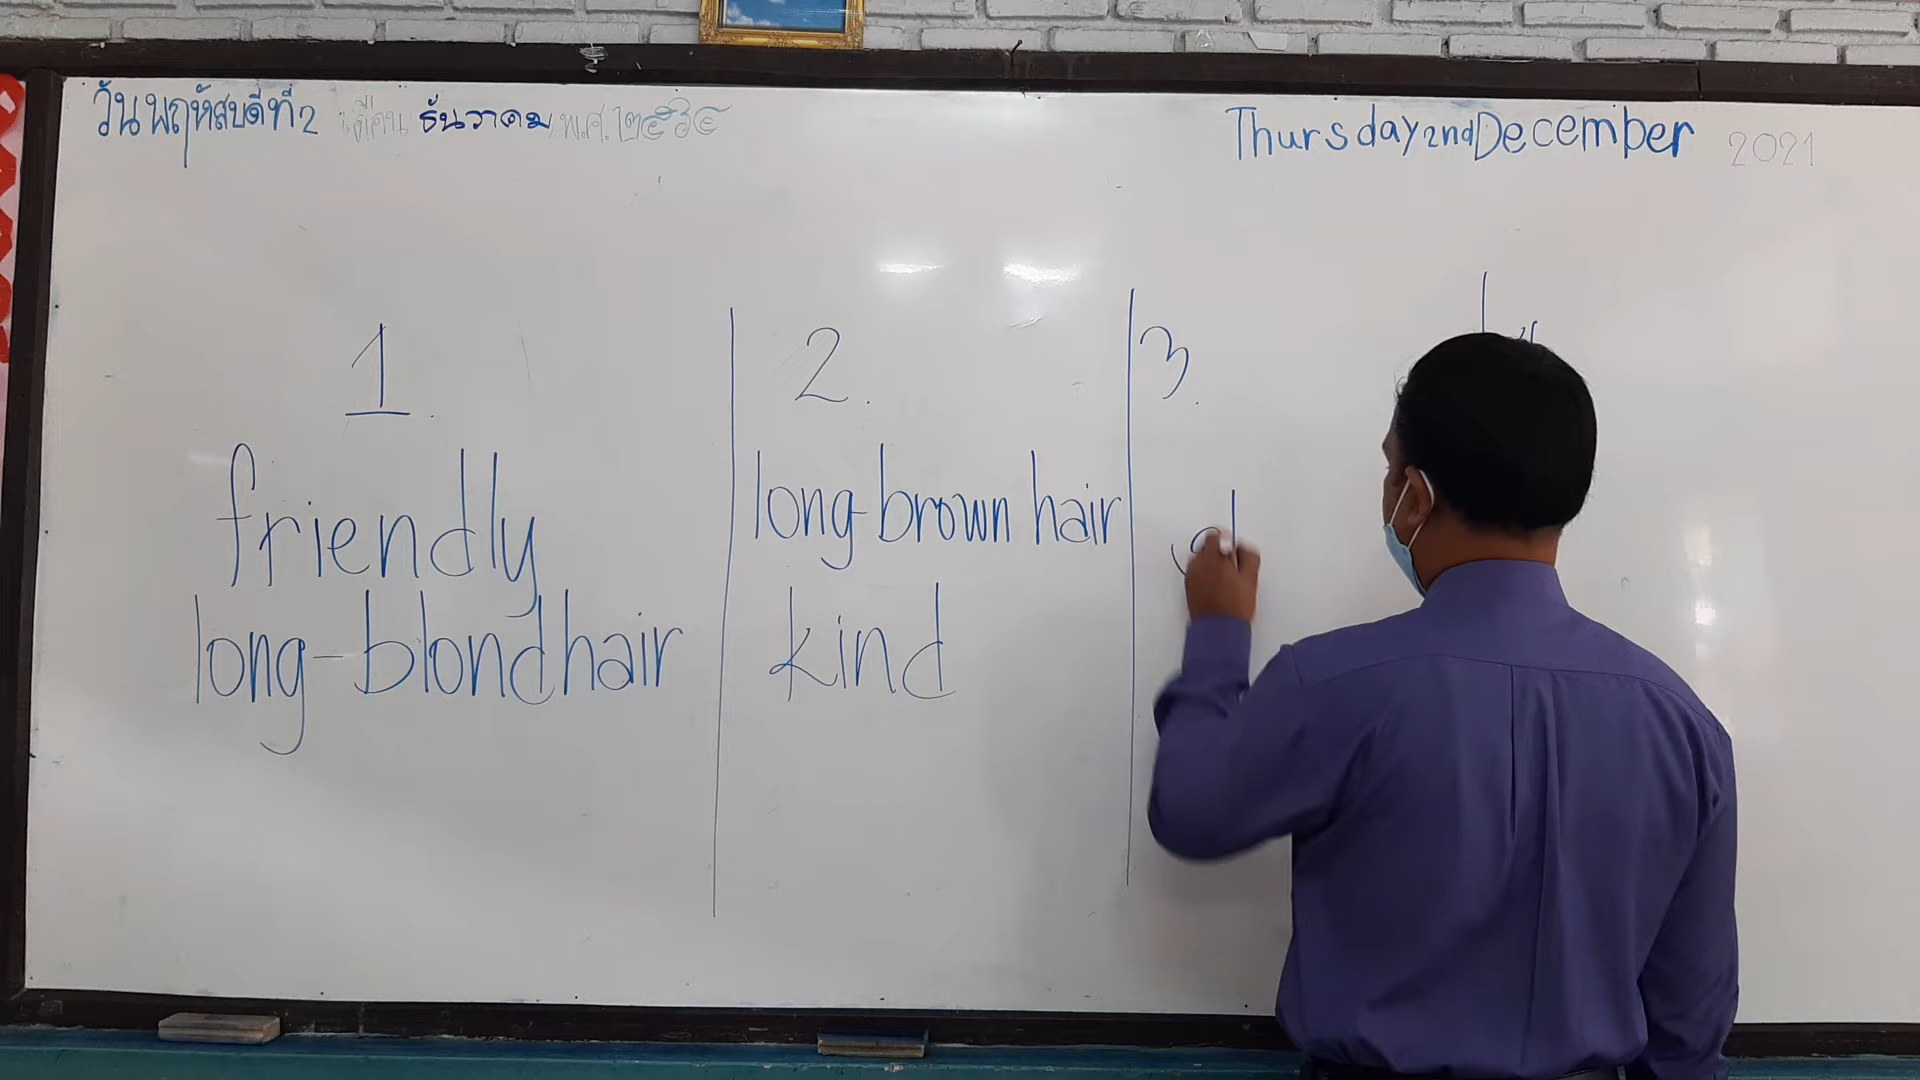 วันพฤหัสบดีที่2 เดือน ธันวาคม พ.ศ.๒๕๖๔
Thursday 2nd December 2021
1.
friendly
long-blond hair
2.
long-brown hair
kind
3.